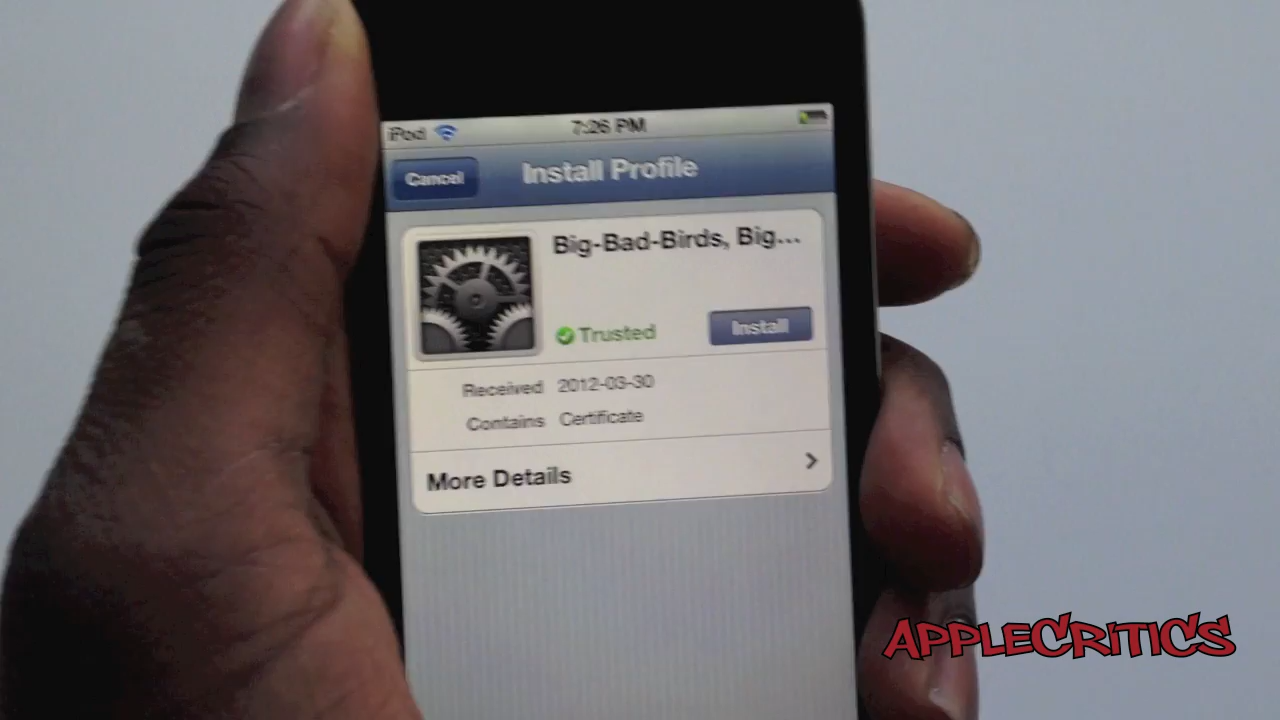 iPod 7:26 PM
Cancel Install Profile
Big-Bad-Birds, Big...
Trusted Install
Received 2012-03-30
Contains Certificate
More Details
APPLECRITICS